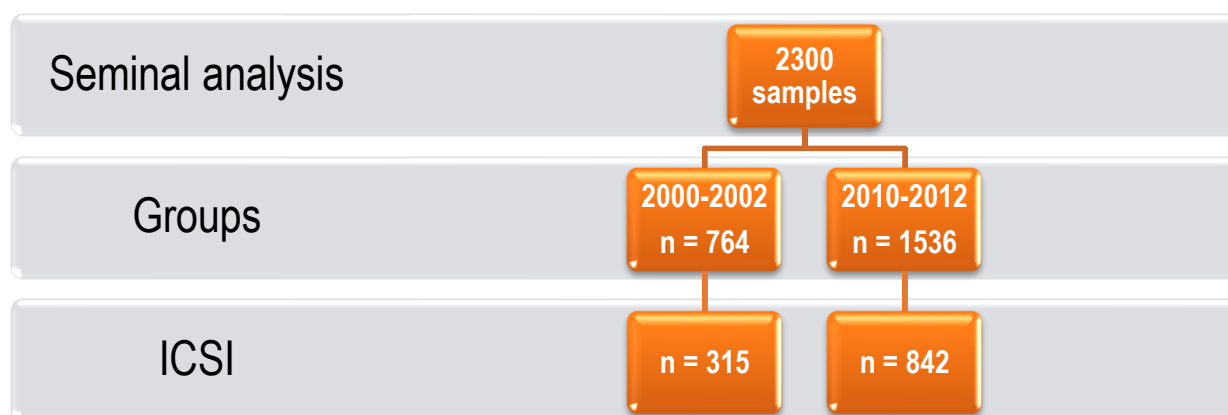 Seminal analysis
2300
samples
Groups
2000-2002
n = 764
2010-2012
n = 1536
ICSI
n = 315
n = 842